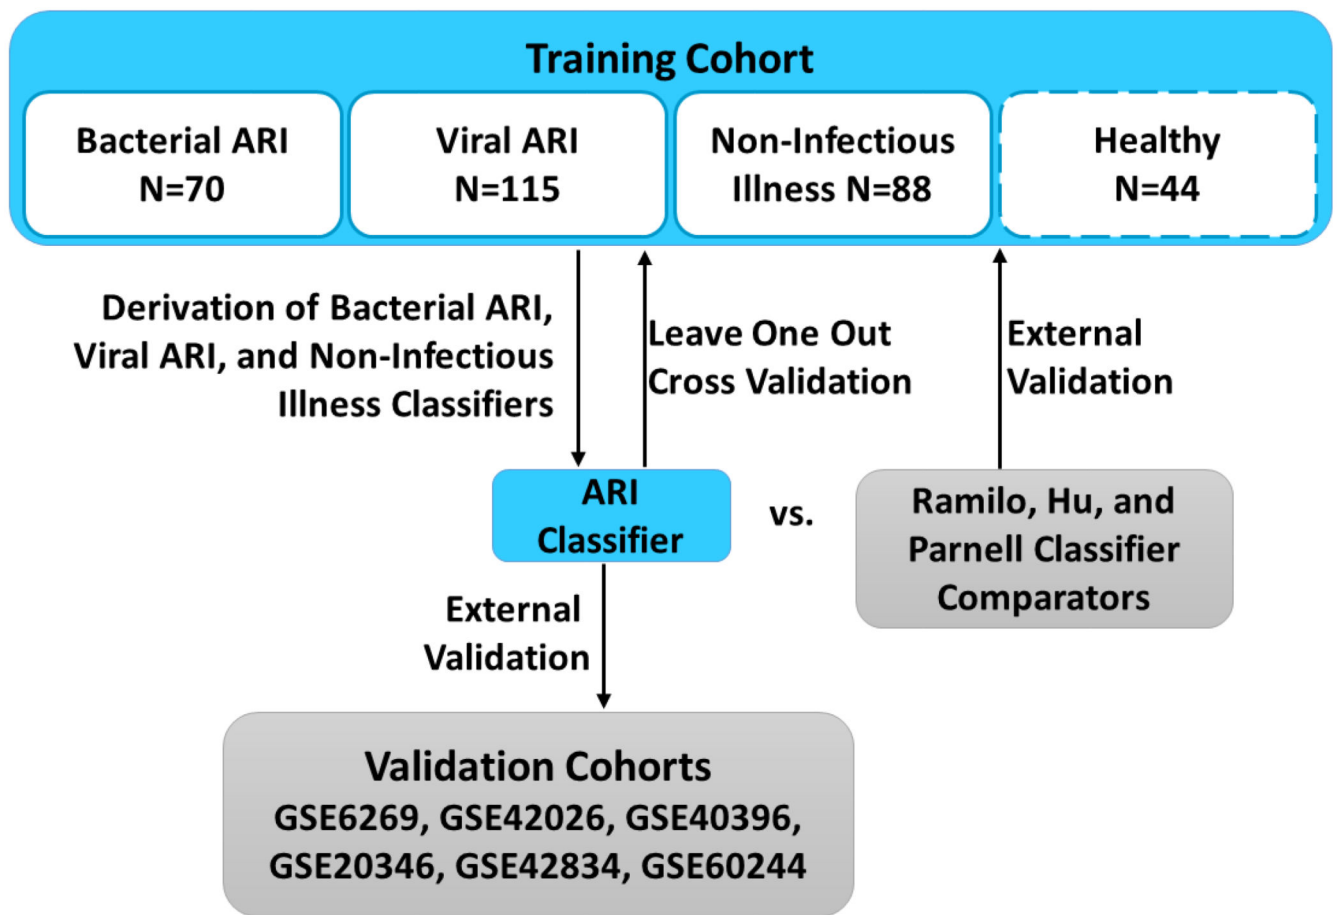 Training Cohort
Bacterial ARI
N=70
Viral ARI
N=115
Non-Infectious
Illness N=88
Healthy
N=44
Derivation of Bacterial ARI,
Viral ARI, and Non-Infectious
Illness Classifiers
Leave One Out
Cross Validation
External
Validation
ARI
Classifier
vs.
Ramilo, Hu, and
Parnell Classifier
Comparators
External
Validation
Validation Cohorts
GSE6269, GSE42026, GSE40396,
GSE20346, GSE42834, GSE60244